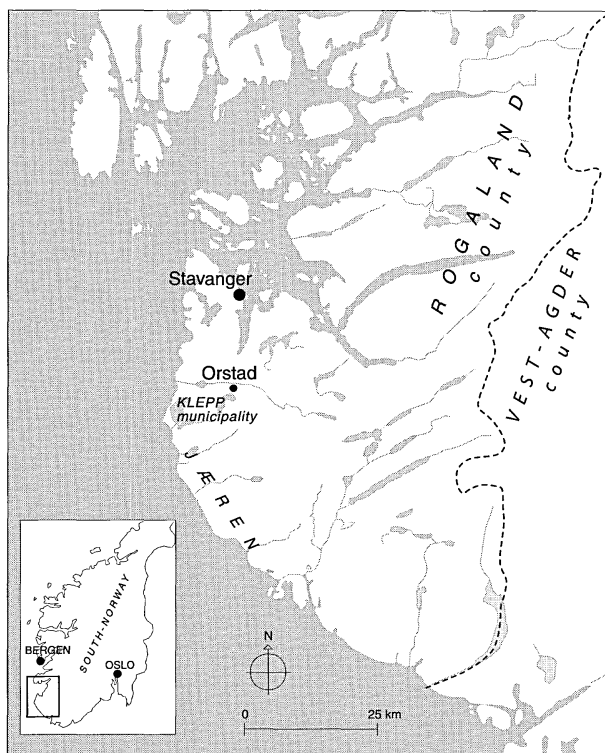 ROGALAND
county
VEST-AGDER
county
Stavanger
Orstad
KLEPP
municipality
JÆREN
SOUTH-NORWAY
BERGEN
OSLO
N
0 25 km